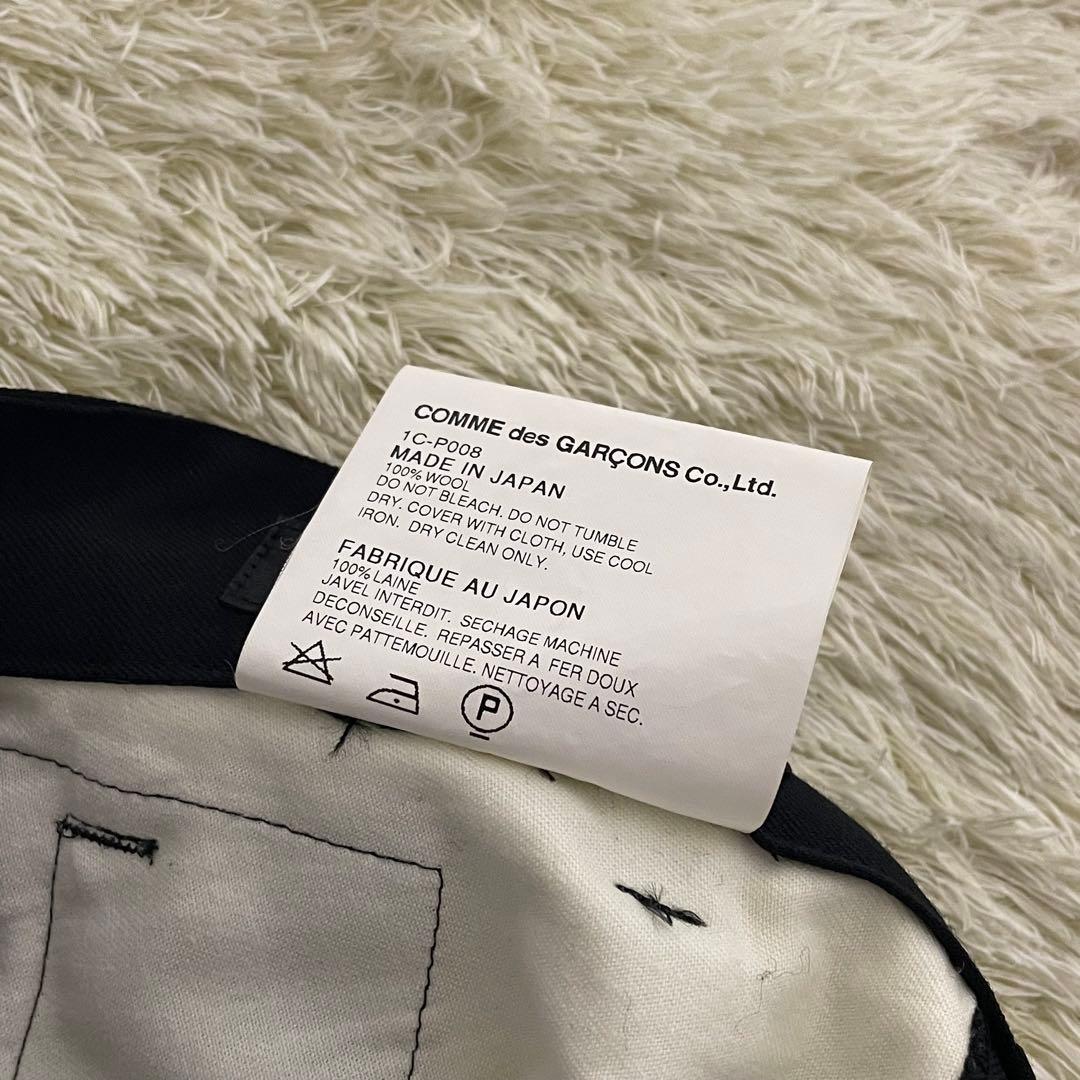 COMME des GARÇONS Co.,Ltd.
1C-P008
MADE IN JAPAN
100% WOOL
DO NOT BLEACH. DO NOT TUMBLE
DRY. COVER WITH CLOTH, USE COOL
IRON. DRY CLEAN ONLY.
FABRIQUE AU JAPON
100% LAINE
JAVEL INTERDIT. SECHAGE MACHINE
DECONSEILLE. REPASSER A FER DOUX
AVEC PATTEMOUILLE. NETTOYAGE A SEC.
P